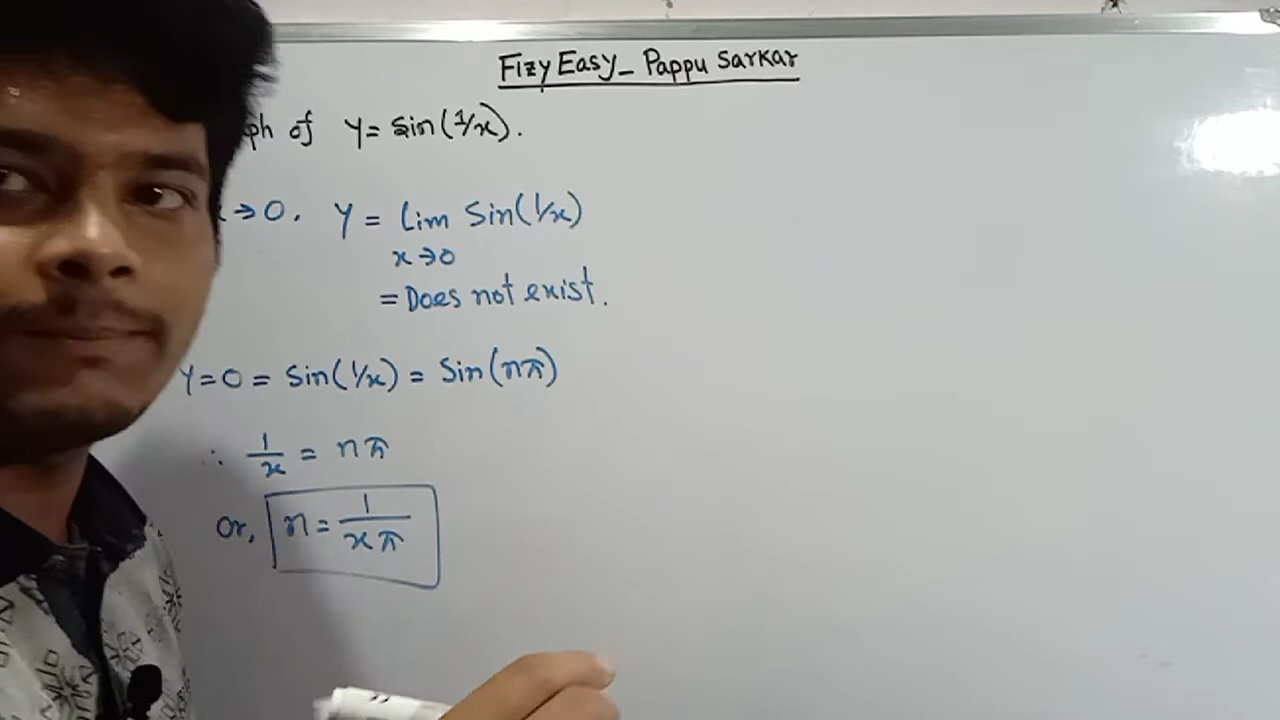 FizyEasy_ Pappu Sarkar
ph of y = sin(1/x).
x→0. y = lim sin(1/x)
x→0
= Does not exist.
y=0 = sin(1/x) = sin(nπ)
∴ 1/x = nπ
or, n = 1/xπ